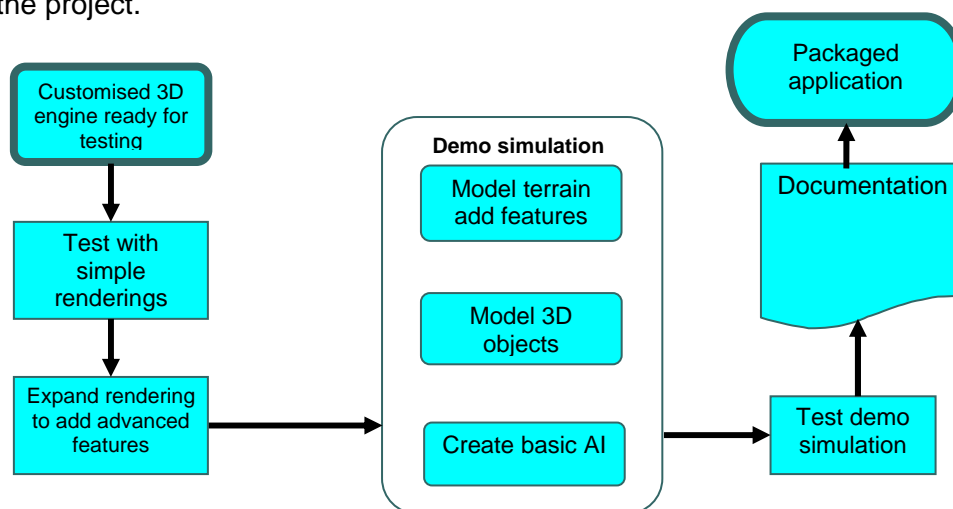 the project.
Customised 3D
engine ready for
testing
Test with
simple
renderings
Expand rendering
to add advanced
features
Demo simulation
Model terrain
add features
Model 3D
objects
Create basic AI
Test demo
simulation
Documentation
Packaged
application